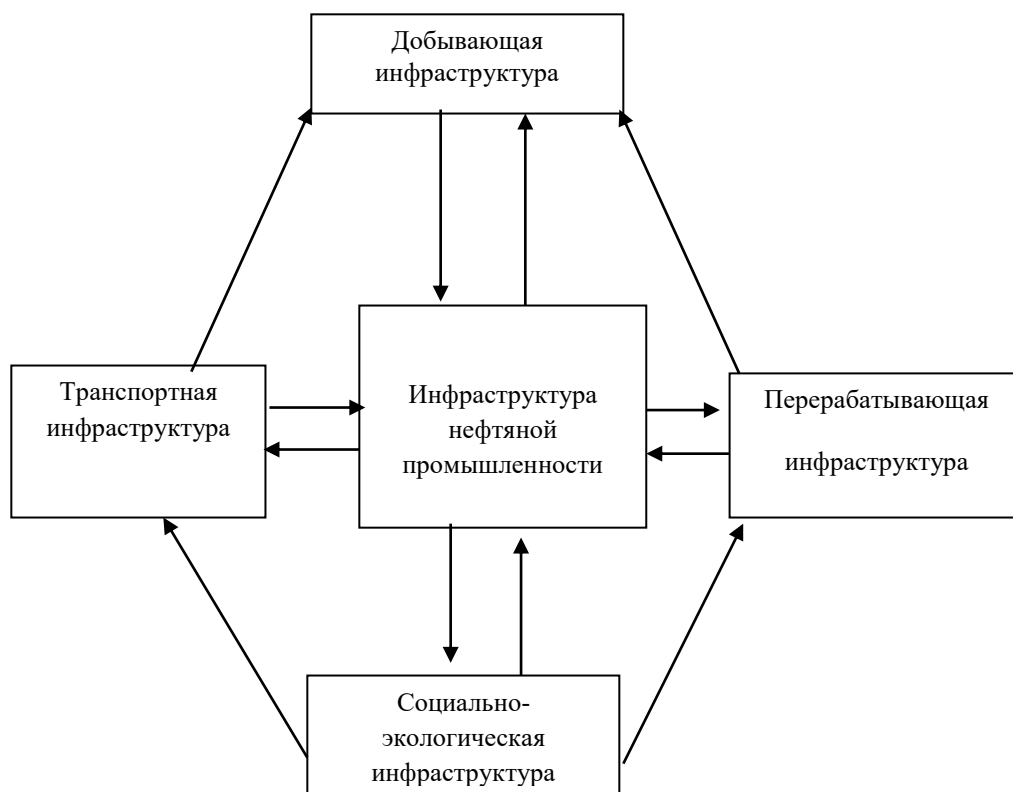 Добывающая
инфраструктура
Транспортная
инфраструктура
Инфраструктура
нефтяной
промышленности
Перерабатывающая
инфраструктура
Социально-
экологическая
инфраструктура